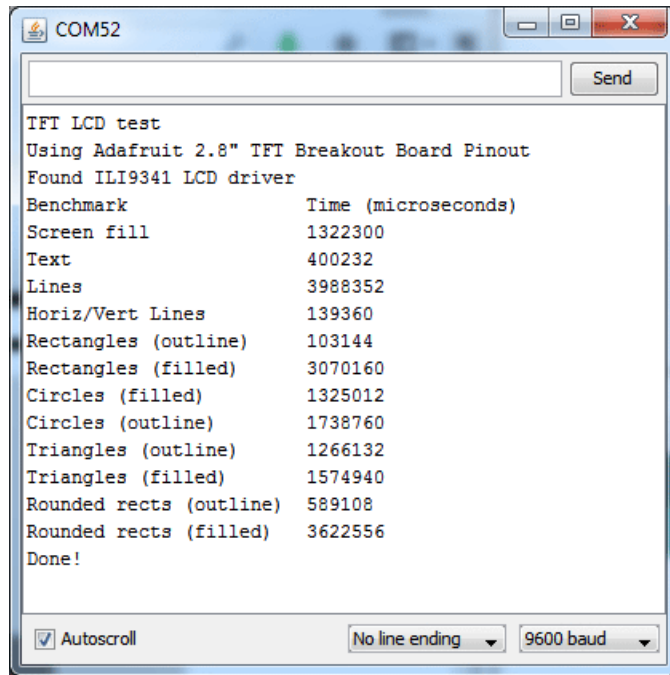 COM52
Send
TFT LCD test
Using Adafruit 2.8" TFT Breakout Board Pinout
Found ILI9341 LCD driver
Benchmark Time (microseconds)
Screen fill 1322300
Text 400232
Lines 3988352
Horiz/Vert Lines 139360
Rectangles (outline) 103144
Rectangles (filled) 3070160
Circles (filled) 1325012
Circles (outline) 1738760
Triangles (outline) 1266132
Triangles (filled) 1574940
Rounded rects (outline) 589108
Rounded rects (filled) 3622556
Done!
Autoscroll No line ending 9600 baud